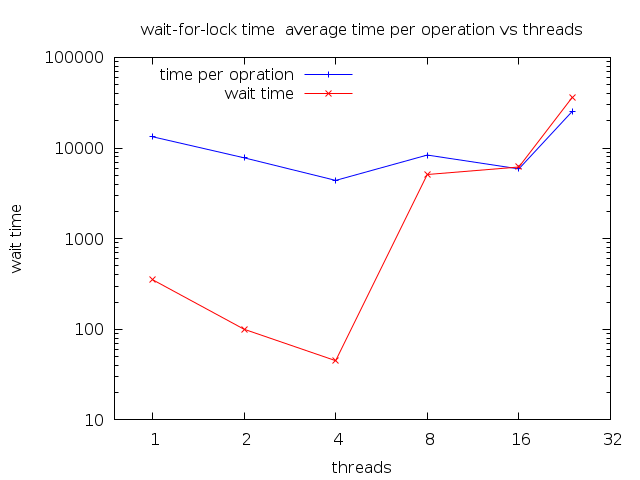 wait-for-lock time  average time per operation vs threads
100000
10000
1000
100
10
time per opration
wait time
wait time
1 2 4 8 16 32
threads